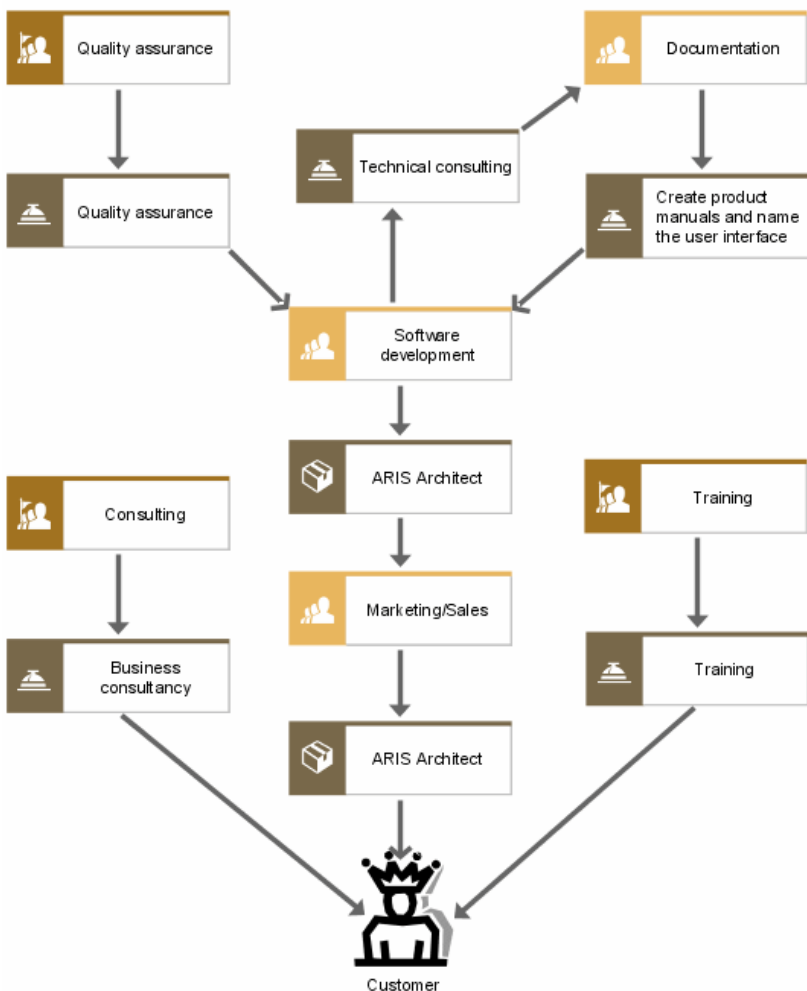 Quality assurance
Documentation
Technical consulting
Quality assurance
Create product
manuals and name
the user interface
Software
development
ARIS Architect
Consulting
Training
Marketing/Sales
Business
consultancy
Training
ARIS Architect
Customer